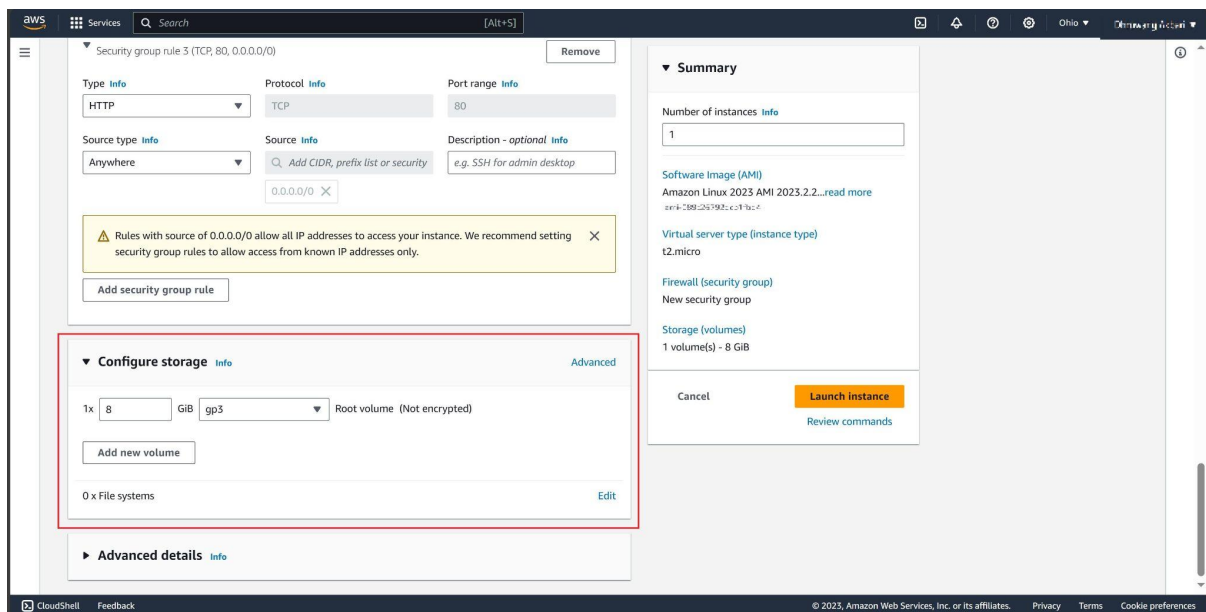 aws Services Search [Alt+S] Ohio
Security group rule 3 (TCP, 80, 0.0.0.0/0) Remove
Type Info Protocol Info Port range Info
HTTP TCP 80
Source type Info Source Info Description - optional Info
Anywhere Add CIDR, prefix list or security e.g. SSH for admin desktop
0.0.0.0/0
Rules with source of 0.0.0.0/0 allow all IP addresses to access your instance. We recommend setting
security group rules to allow access from known IP addresses only.
Add security group rule
Configure storage Info Advanced
1x 8 GiB gp3 Root volume (Not encrypted)
Add new volume
0 x File systems Edit
Advanced details Info
Summary
Number of instances Info
1
Software Image (AMI)
Amazon Linux 2023 AMI 2023.2.2...read more
Virtual server type (instance type)
t2.micro
Firewall (security group)
New security group
Storage (volumes)
1 volume(s) - 8 GiB
Cancel Launch instance
Review commands
CloudShell Feedback © 2023, Amazon Web Services, Inc. or its affiliates. Privacy Terms Cookie preferences